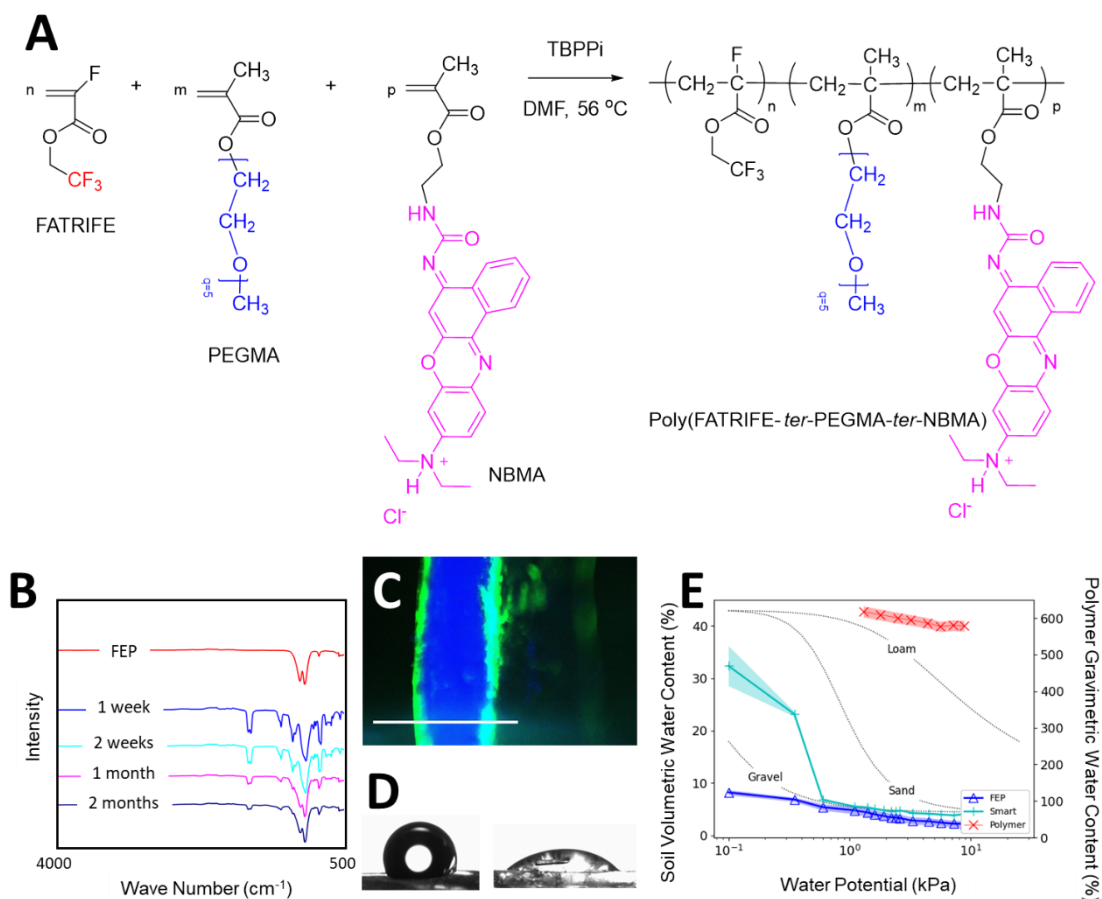 A
TBPPi
DMF, 56 °C
n
F
+
m
CH3
+
p
CH3
O
O
CF3
FATRIFE
O
O
CH2
CH2
O
q=5
CH3
PEGMA
O
O
HN
O
N
O
N
N
+
H
Cl-
NBMA
CH2
F
C
n
CH2
CH3
C
m
CH2
CH3
C
p
O
O
CF3
O
O
CH2
CH2
O
q=5
CH3
O
O
HN
O
N
O
N
N
+
H
Cl-
Poly(FATRIFE-ter-PEGMA-ter-NBMA)
B
Intensity
FEP
1 week
2 weeks
1 month
2 months
4000
500
Wave Number (cm-1)
C
D
E
Soil Volumetric Water Content (%)
40
30
20
10
0
Loam
Gravel
Sand
FEP
Smart
Polymer
600
500
400
300
200
100
0
Polymer Gravimetric Water Content (%)
10−1
100
101
Water Potential (kPa)